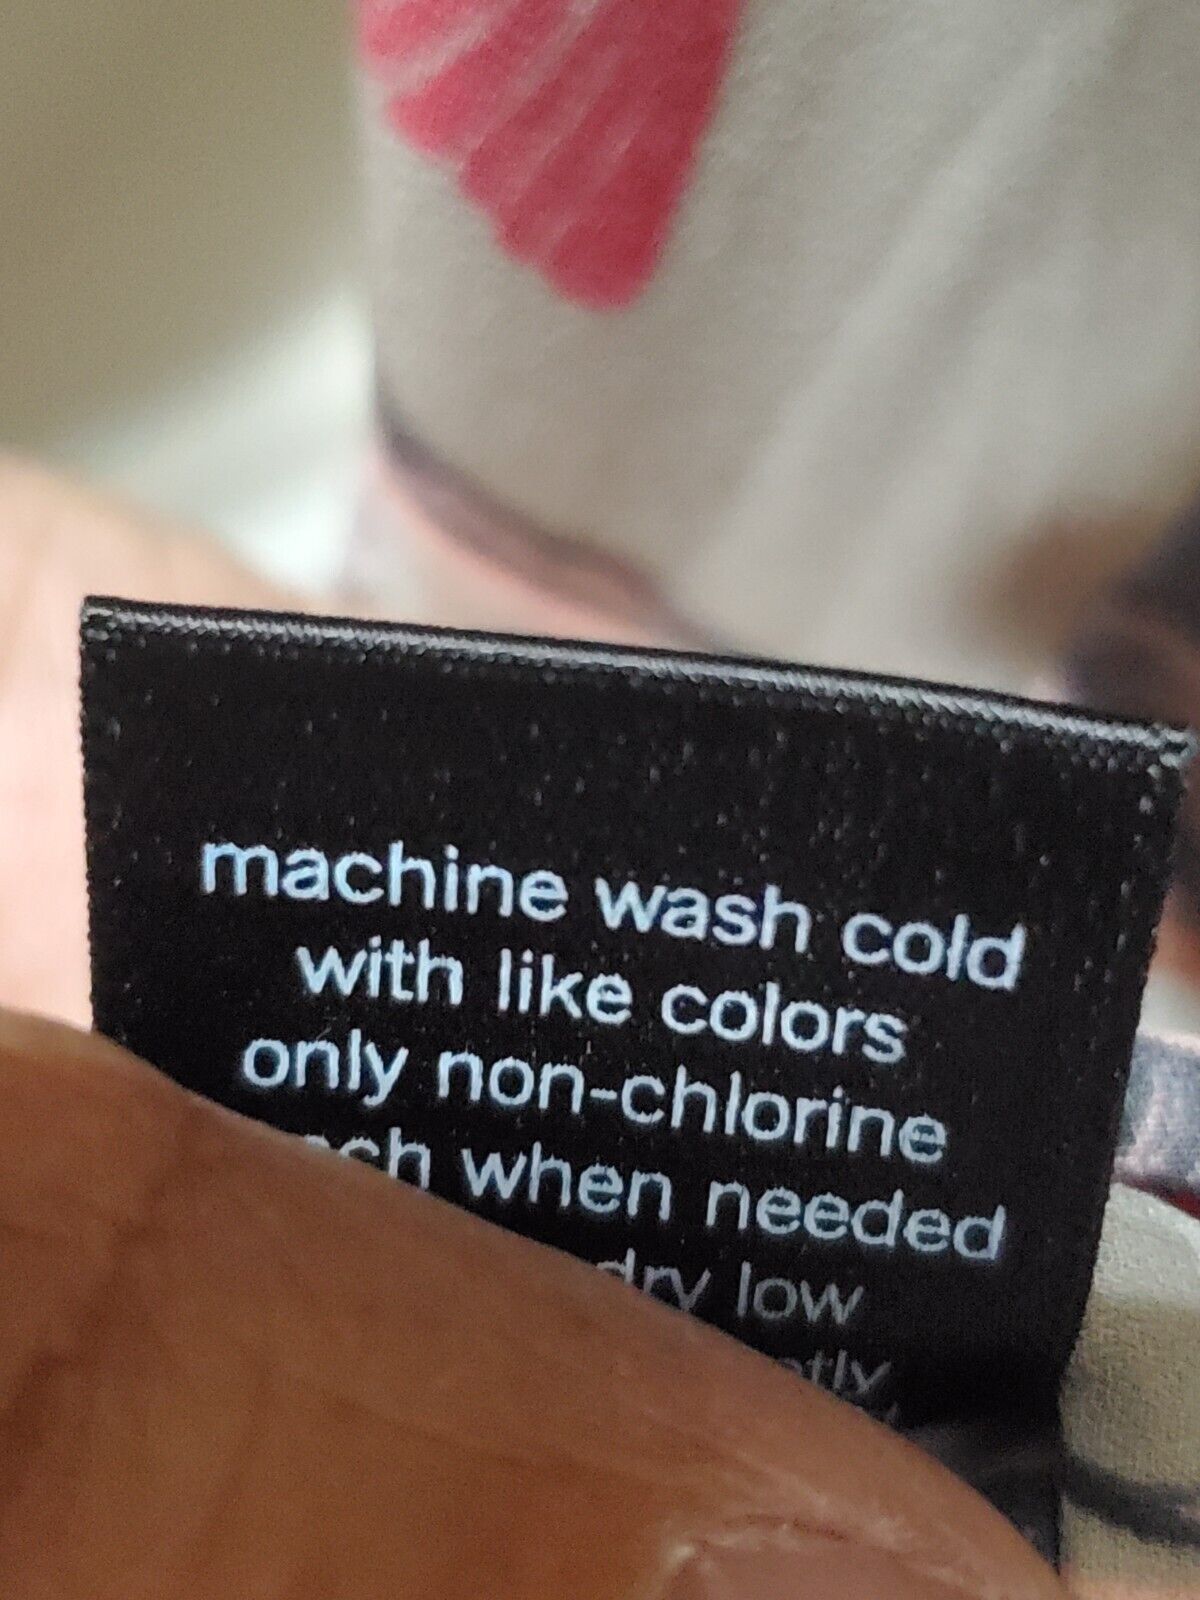 machine wash cold
with like colors
only non-chlorine
when needed
dry low